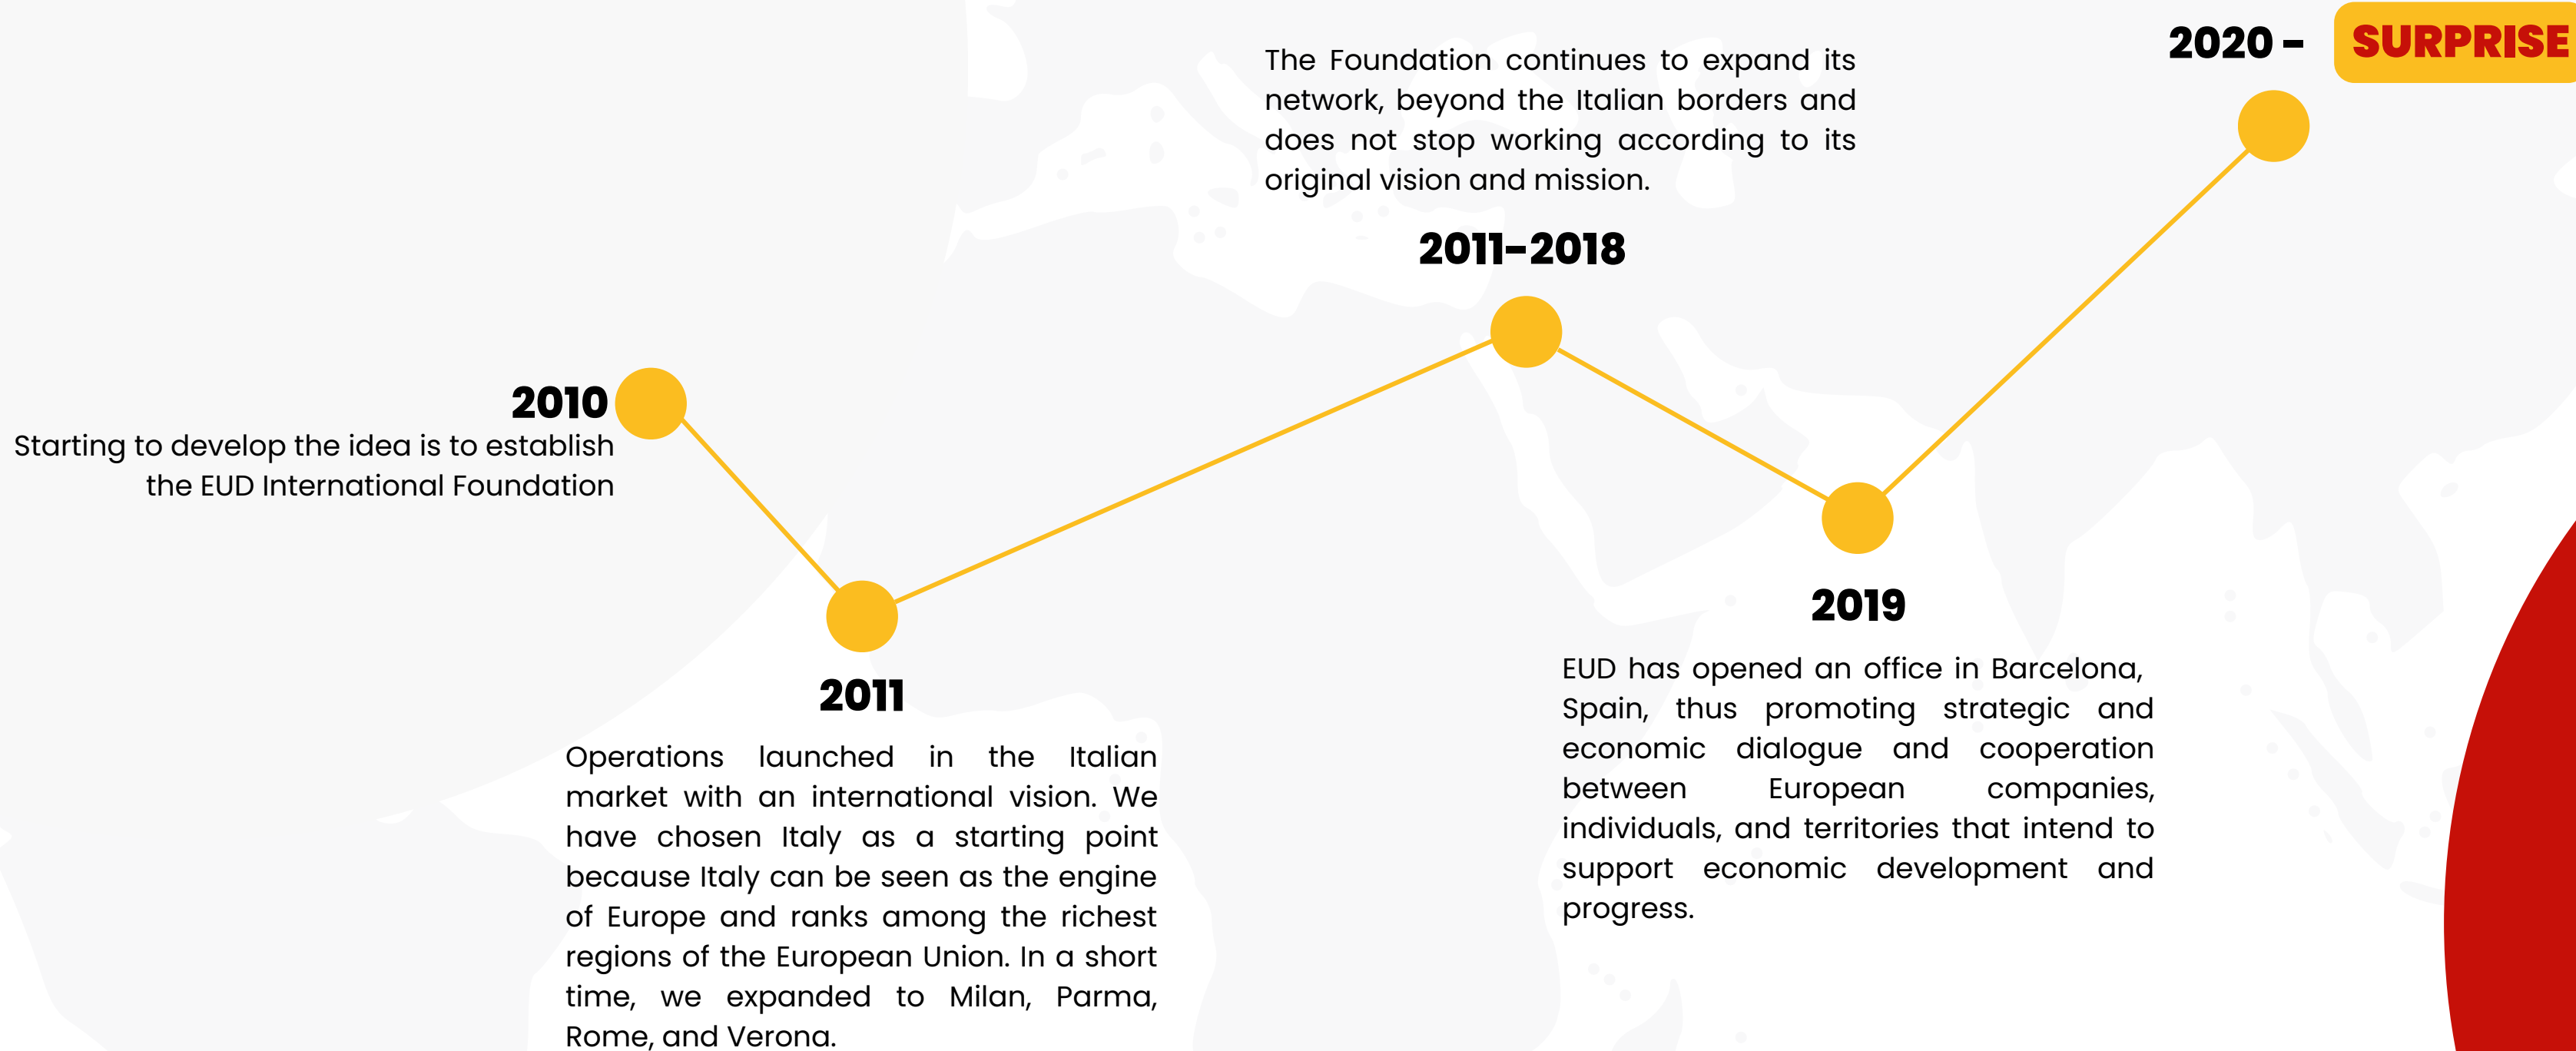 2010
Starting to develop the idea is to establish
the EUD International Foundation
2011
Operations launched in the Italian
market with an international vision. We
have chosen Italy as a starting point
because Italy can be seen as the engine
of Europe and ranks among the richest
regions of the European Union. In a short
time, we expanded to Milan, Parma,
Rome, and Verona.
The Foundation continues to expand its
network, beyond the Italian borders and
does not stop working according to its
original vision and mission.
2011-2018
2019
EUD has opened an office in Barcelona,
Spain, thus promoting strategic and
economic dialogue and cooperation
between European companies,
individuals, and territories that intend to
support economic development and
progress.
2020 - SURPRISE